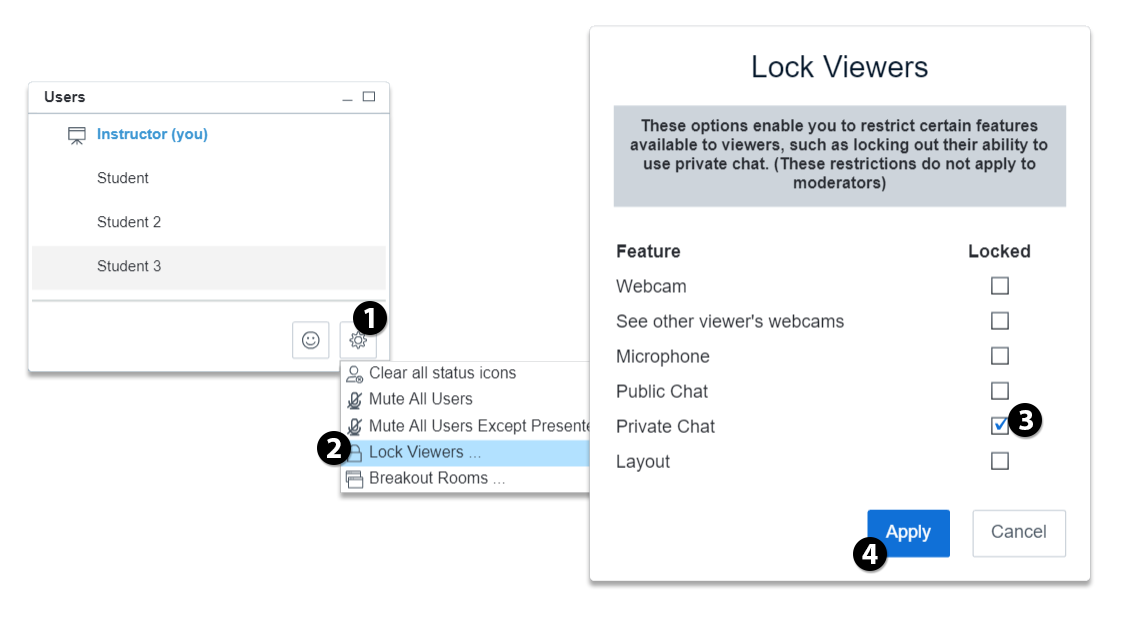 Users
Instructor (you)
Student
Student 2
Student 3
1
Clear all status icons
Mute All Users
Mute All Users Except Presente
2
Lock Viewers ...
Breakout Rooms ...
Lock Viewers
These options enable you to restrict certain features
available to viewers, such as locking out their ability to
use private chat. (These restrictions do not apply to
moderators)
Feature Locked
Webcam
See other viewer's webcams
Microphone
Public Chat
Private Chat 3
Layout
Apply Cancel
4